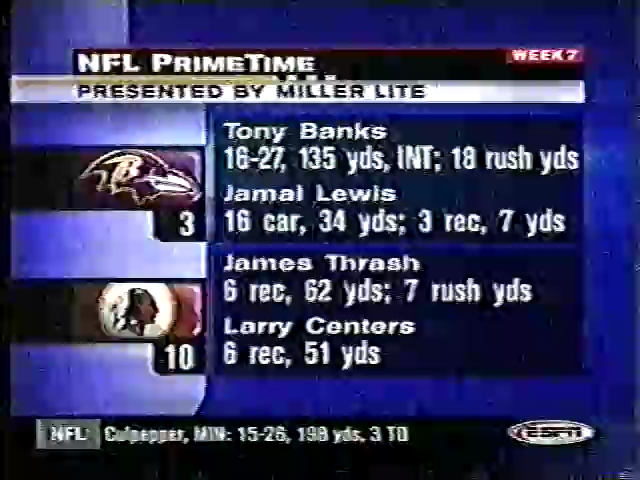 NFL PRIMETIME
WEEK 7
PRESENTED BY MILLER LITE
Tony Banks
16-27, 135 yds, INT; 18 rush yds
Jamal Lewis
3
16 car, 34 yds; 3 rec, 7 yds
James Thrash
6 rec, 62 yds; 7 rush yds
Larry Centers
10
6 rec, 51 yds
NFL Culpepper, MIN: 15-26, 198 yds, 3 TD
ESPN
B